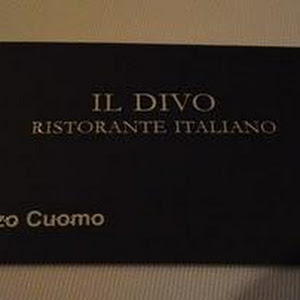 IL DIVO
RISTORANTE ITALIANO
zo Cuomo